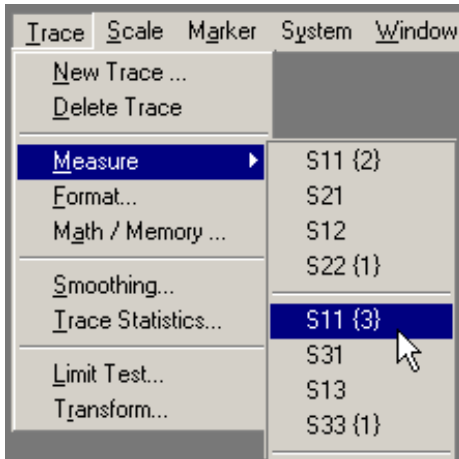 Trace Scale Marker System Window
New Trace ...
Delete Trace
Measure
Format...
Math / Memory ...
Smoothing...
Trace Statistics...
Limit Test...
Transform...
S11 {2}
S21
S12
S22 {1}
S11 {3}
S31
S13
S33 {1}